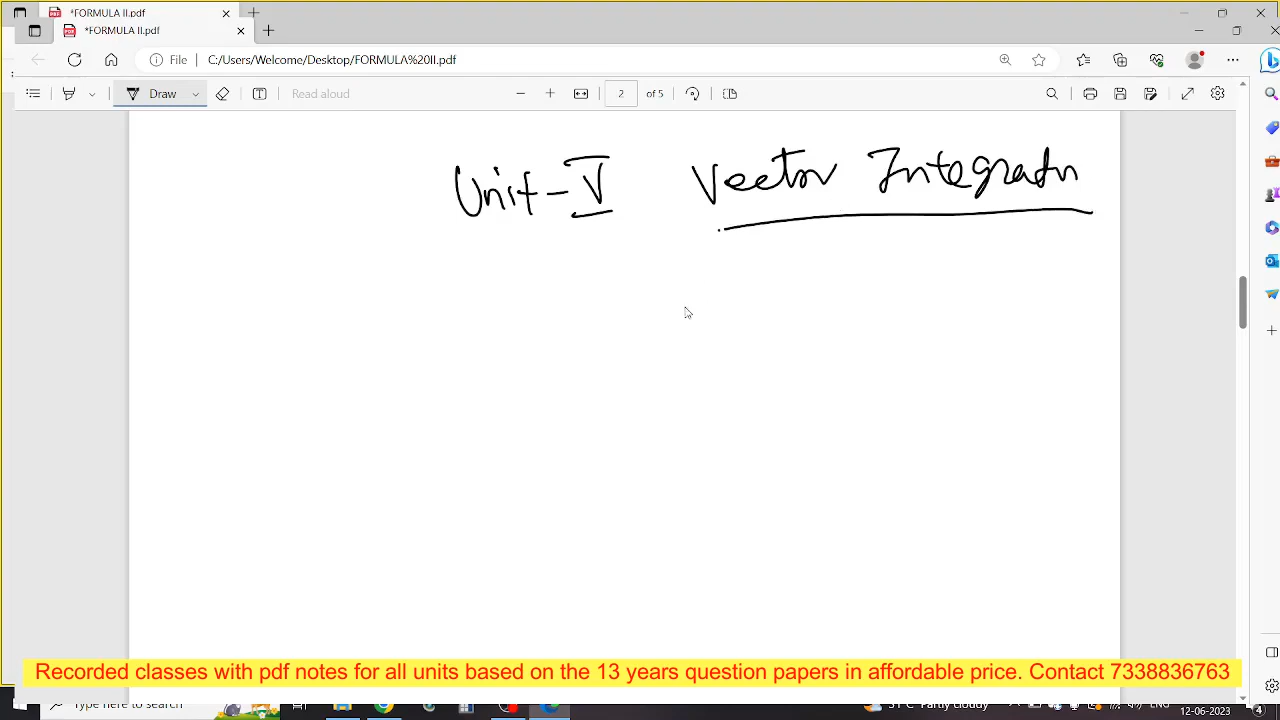 *FORMULA II.pdf
*FORMULA II.pdf
File C:/Users/Welcome/Desktop/FORMULA%20II.pdf
Draw Read aloud 2 of 5
Unit-V Vector Integratn
Recorded classes with pdf notes for all units based on the 13 years question papers in affordable price. Contact 7338836763
Type here to search
12-06-2023